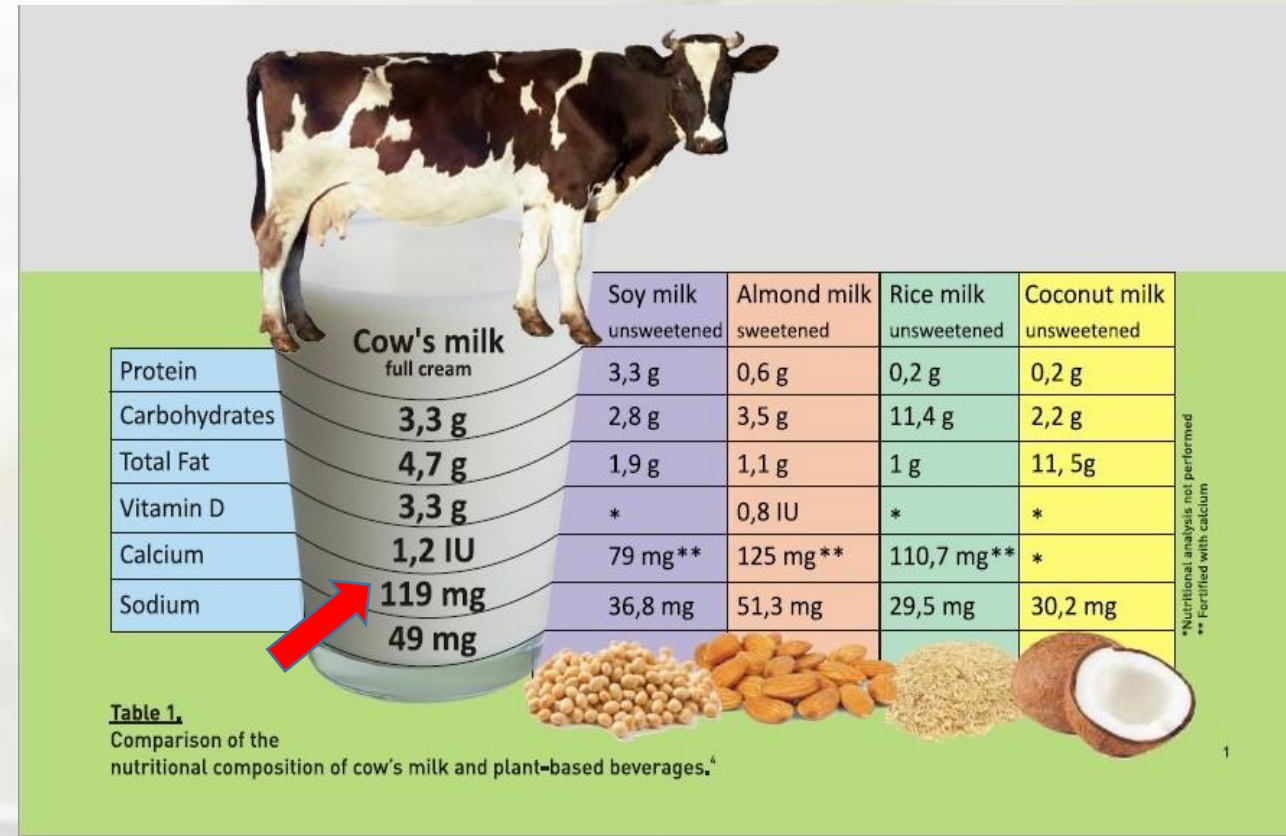 Soy milk Almond milk Rice milk Coconut milk
unsweetened sweetened unsweetened unsweetened
Cow's milk
full cream
Protein 3,3 g 3,3 g 0,6 g 0,2 g 0,2 g
Carbohydrates 4,7 g 2,8 g 3,5 g 11,4 g 2,2 g
Total Fat 3,3 g 1,9 g 1,1 g 1 g 11, 5g
Vitamin D 1,2 IU * 0,8 IU * *
Calcium 119 mg 79 mg** 125 mg** 110,7 mg** *
Sodium 49 mg 36,8 mg 51,3 mg 29,5 mg 30,2 mg
*Nutritional analysis not performed
** Fortified with calcium
Table 1.
Comparison of the
nutritional composition of cow's milk and plant-based beverages.⁴
1